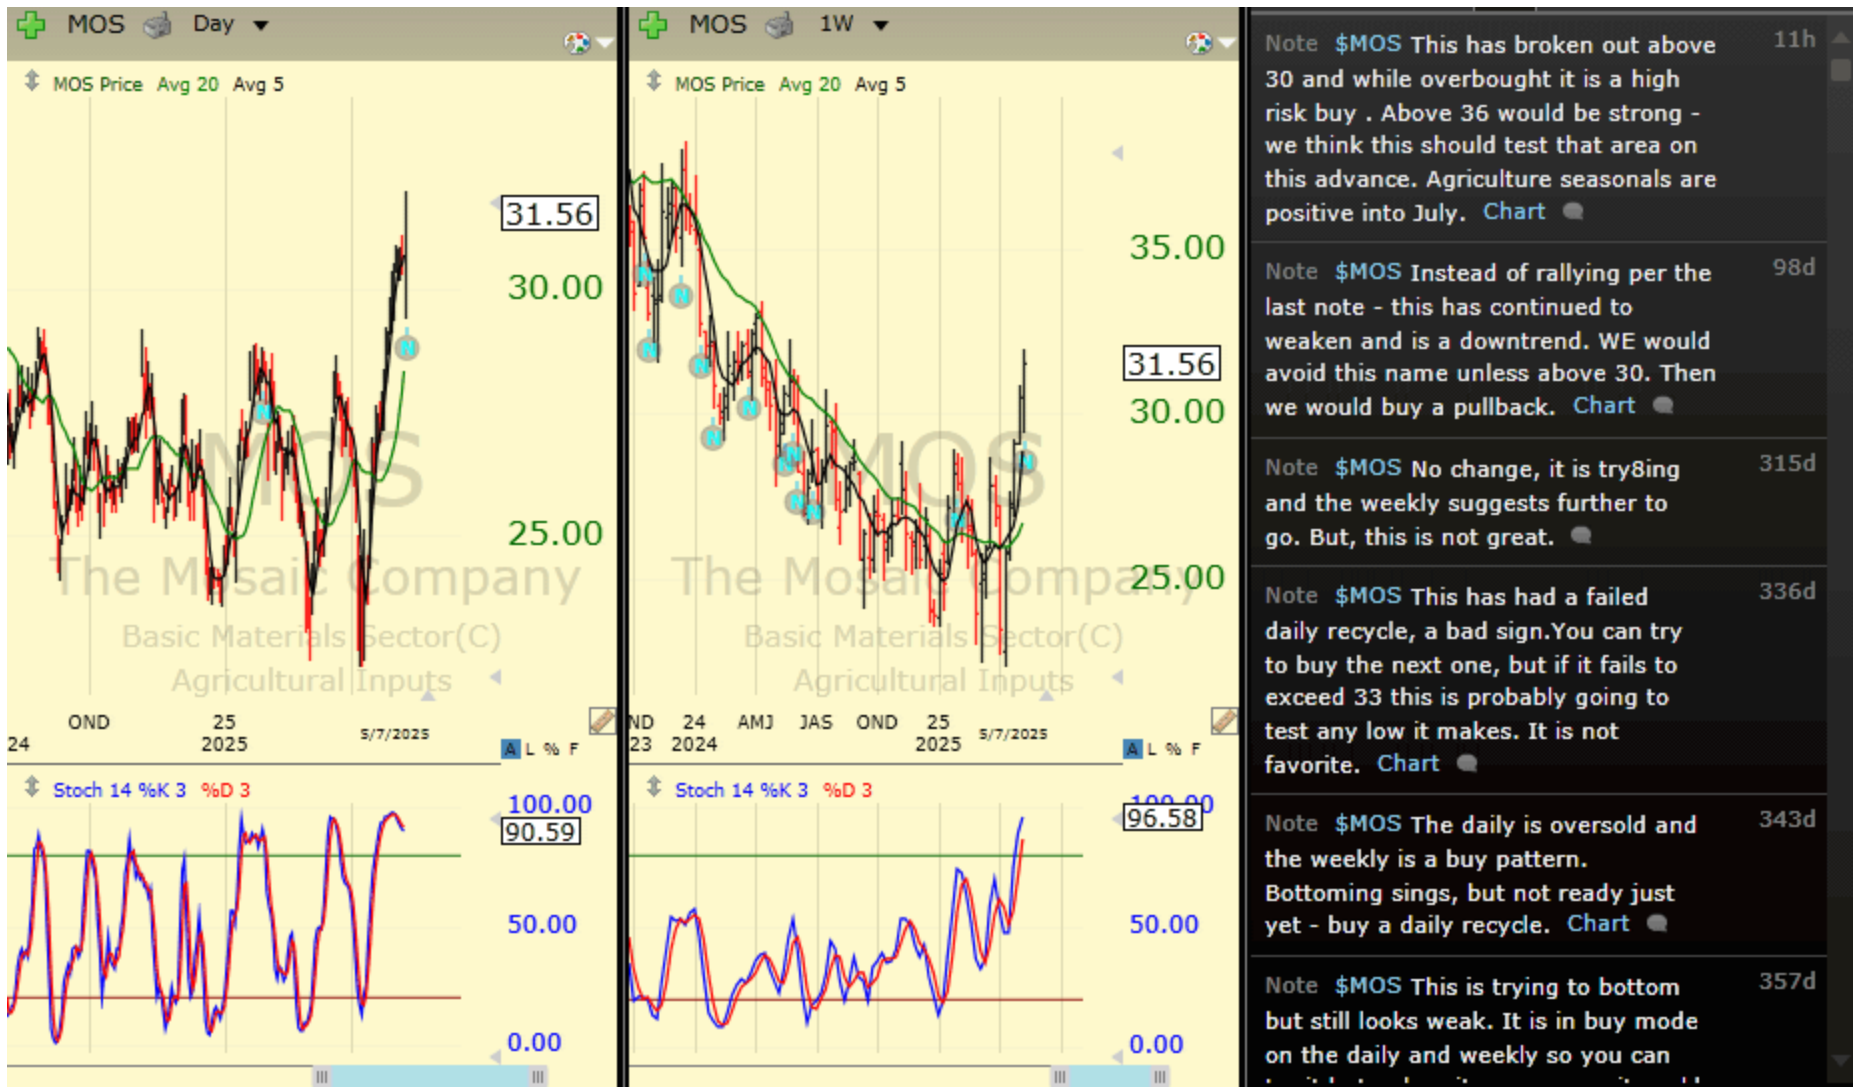 MOS Day
MOS Price Avg 20 Avg 5
31.56
30.00
25.00
MOS
The Mosaic Company
Basic Materials Sector(C)
Agricultural Inputs
OND 25
24 2025 5/7/2025
A L % F
Stoch 14 %K 3 %D 3
100.00
90.59
50.00
0.00
N
N
MOS 1W
MOS Price Avg 20 Avg 5
35.00
31.56
30.00
25.00
MOS
The Mosaic Company
Basic Materials Sector(C)
Agricultural Inputs
ND 24 AMJ JAS OND 25
23 2024 2025 5/7/2025
A L % F
Stoch 14 %K 3 %D 3
100.00
96.58
50.00
0.00
N
N
N
N
N
N
N
N
N
N
N
N
Note $MOS This has broken out above 11h
30 and while overbought it is a high
risk buy . Above 36 would be strong -
we think this should test that area on
this advance. Agriculture seasonals are
positive into July. Chart
Note $MOS Instead of rallying per the 98d
last note - this has continued to
weaken and is a downtrend. WE would
avoid this name unless above 30. Then
we would buy a pullback. Chart
Note $MOS No change, it is try8ing 315d
and the weekly suggests further to
go. But, this is not great.
Note $MOS This has had a failed 336d
daily recycle, a bad sign.You can try
to buy the next one, but if it fails to
exceed 33 this is probably going to
test any low it makes. It is not
favorite. Chart
Note $MOS The daily is oversold and 343d
the weekly is a buy pattern.
Bottoming sings, but not ready just
yet - buy a daily recycle. Chart
Note $MOS This is trying to bottom 357d
but still looks weak. It is in buy mode
on the daily and weekly so you can